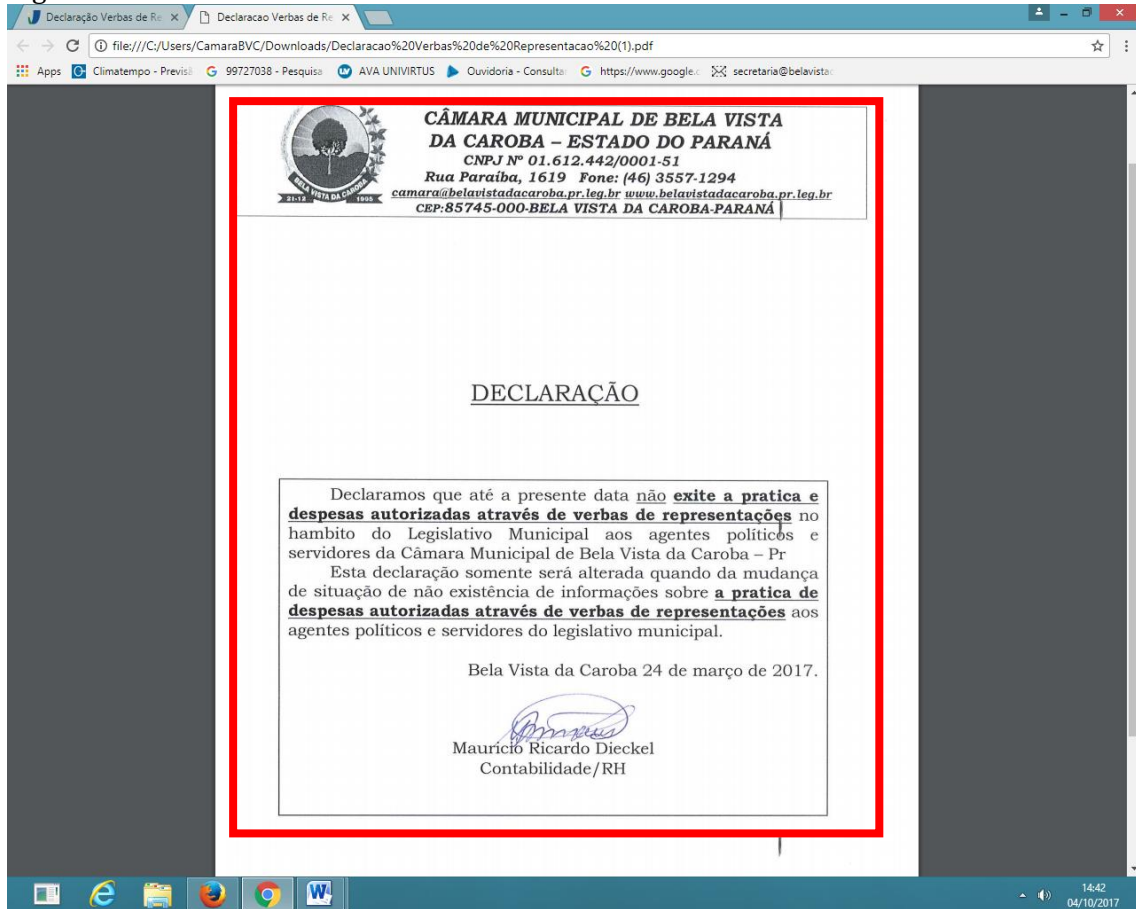 Declaração Verbas de Re
Declaracao Verbas de Re
file:///C:/Users/CamaraBVC/Downloads/Declaracao%20Verbas%20de%20Representacao%20(1).pdf
Apps Climatempo - Previsã 99727038 - Pesquisa AVA UNIVIRTUS Ouvidoria - Consulta https://www.google.c secretaria@belavista
CÂMARA MUNICIPAL DE BELA VISTA
DA CAROBA – ESTADO DO PARANÁ
CNPJ Nº 01.612.442/0001-51
Rua Paraíba, 1619 Fone: (46) 3557-1294
camara@belavistadacaroba.pr.leg.br www.belavistadacaroba.pr.leg.br
CEP:85745-000-BELA VISTA DA CAROBA-PARANÁ
BELA VISTA DA CAROBA
21-12 1995
DECLARAÇÃO
Declaramos que até a presente data não exite a pratica e
despesas autorizadas através de verbas de representações no
hambito do Legislativo Municipal aos agentes políticos e
servidores da Câmara Municipal de Bela Vista da Caroba – Pr
Esta declaração somente será alterada quando da mudança
de situação de não existência de informações sobre a pratica de
despesas autorizadas através de verbas de representações aos
agentes políticos e servidores do legislativo municipal.
Bela Vista da Caroba 24 de março de 2017.
Mauricio Ricardo Dieckel
Contabilidade/RH
14:42
04/10/2017